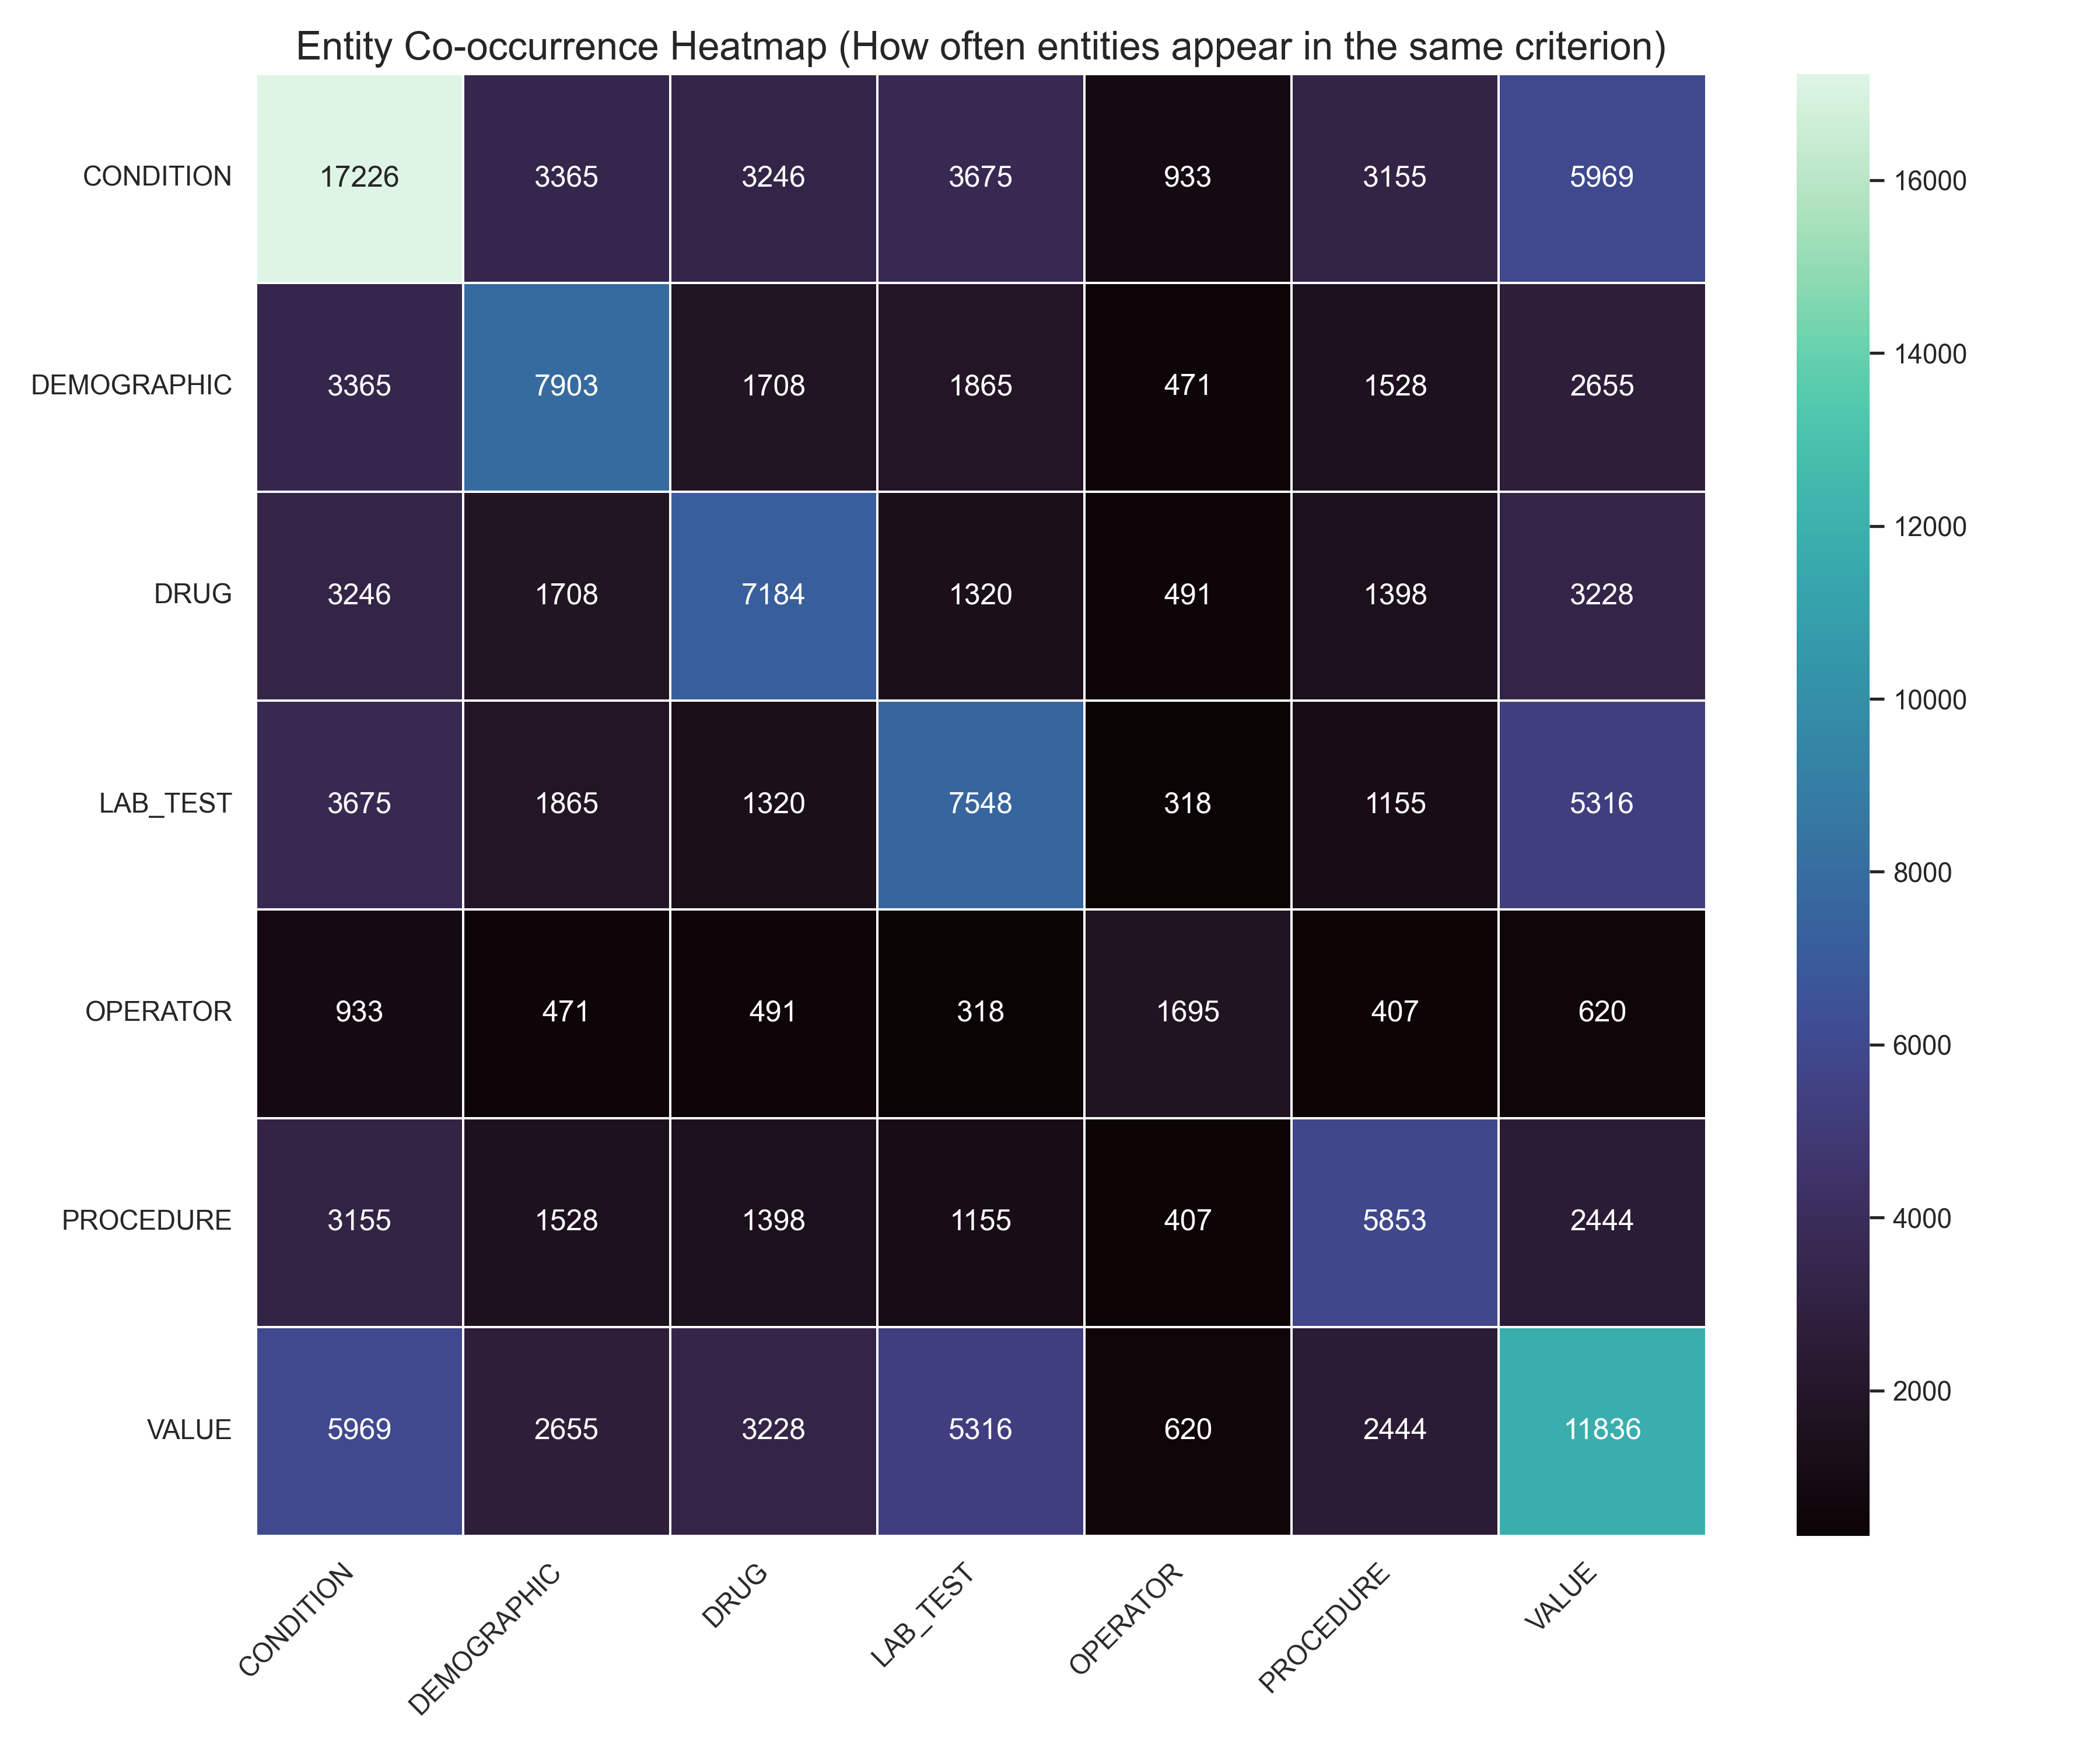 Entity Co-occurrence Heatmap (How often entities appear in the same criterion)
CONDITION 17226 3365 3246 3675 933 3155 5969
DEMOGRAPHIC 3365 7903 1708 1865 471 1528 2655
DRUG 3246 1708 7184 1320 491 1398 3228
LAB_TEST 3675 1865 1320 7548 318 1155 5316
OPERATOR 933 471 491 318 1695 407 620
PROCEDURE 3155 1528 1398 1155 407 5853 2444
VALUE 5969 2655 3228 5316 620 2444 11836
CONDITION DEMOGRAPHIC DRUG LAB_TEST OPERATOR PROCEDURE VALUE
16000
14000
12000
10000
8000
6000
4000
2000